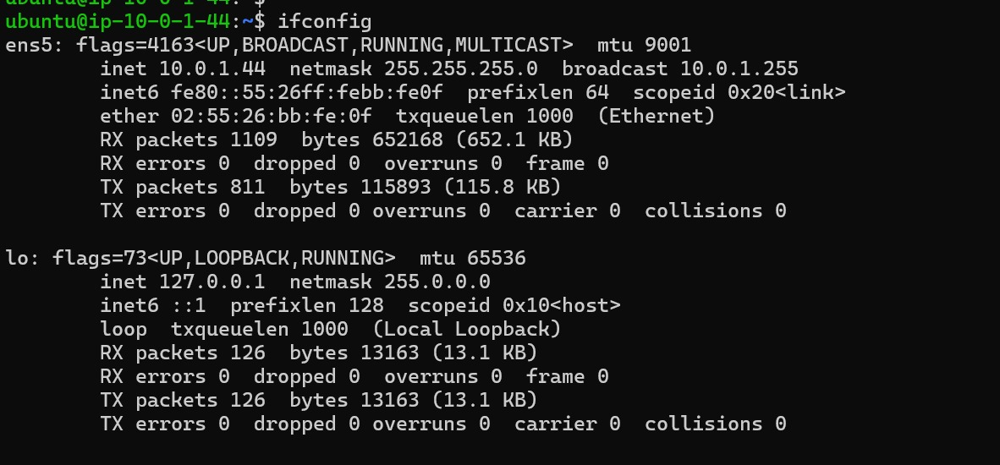 ubuntu@ip-10-0-1-44:~$
ubuntu@ip-10-0-1-44:~$ ifconfig
ens5: flags=4163<UP,BROADCAST,RUNNING,MULTICAST>  mtu 9001
        inet 10.0.1.44  netmask 255.255.255.0  broadcast 10.0.1.255
        inet6 fe80::55:26ff:febb:fe0f  prefixlen 64  scopeid 0x20<link>
        ether 02:55:26:bb:fe:0f  txqueuelen 1000  (Ethernet)
        RX packets 1109  bytes 652168 (652.1 KB)
        RX errors 0  dropped 0  overruns 0  frame 0
        TX packets 811  bytes 115893 (115.8 KB)
        TX errors 0  dropped 0 overruns 0  carrier 0  collisions 0

lo: flags=73<UP,LOOPBACK,RUNNING>  mtu 65536
        inet 127.0.0.1  netmask 255.0.0.0
        inet6 ::1  prefixlen 128  scopeid 0x10<host>
        loop  txqueuelen 1000  (Local Loopback)
        RX packets 126  bytes 13163 (13.1 KB)
        RX errors 0  dropped 0  overruns 0  frame 0
        TX packets 126  bytes 13163 (13.1 KB)
        TX errors 0  dropped 0 overruns 0  carrier 0  collisions 0